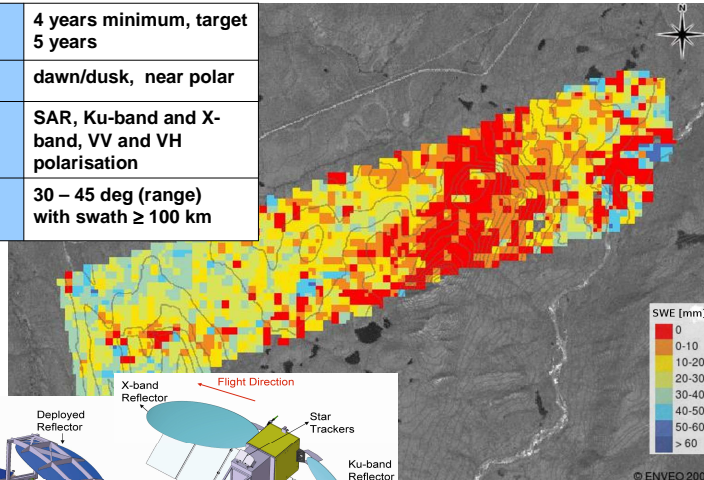 4 years minimum, target
5 years
dawn/dusk, near polar
SAR, Ku-band and X-
band, VV and VH
polarisation
30 – 45 deg (range)
with swath ≥ 100 km
N
SWE [mm]
0
0-10
10-20
20-30
30-40
40-50
50-60
> 60
© ENVEO 200
Flight Direction
X-band
Reflector
Star
Trackers
Deployed
Reflector
Ku-band
Reflector